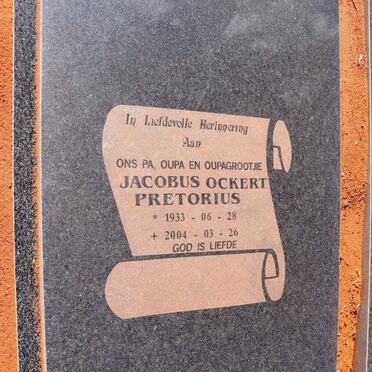 In Liefdevolle Herinnering
Aan
ONS PA, OUPA EN OUPAGROOTJIE
JACOBUS OCKERT
PRETORIUS
* 1933 - 06 - 28
+ 2004 - 03 - 26
GOD IS LIEFDE